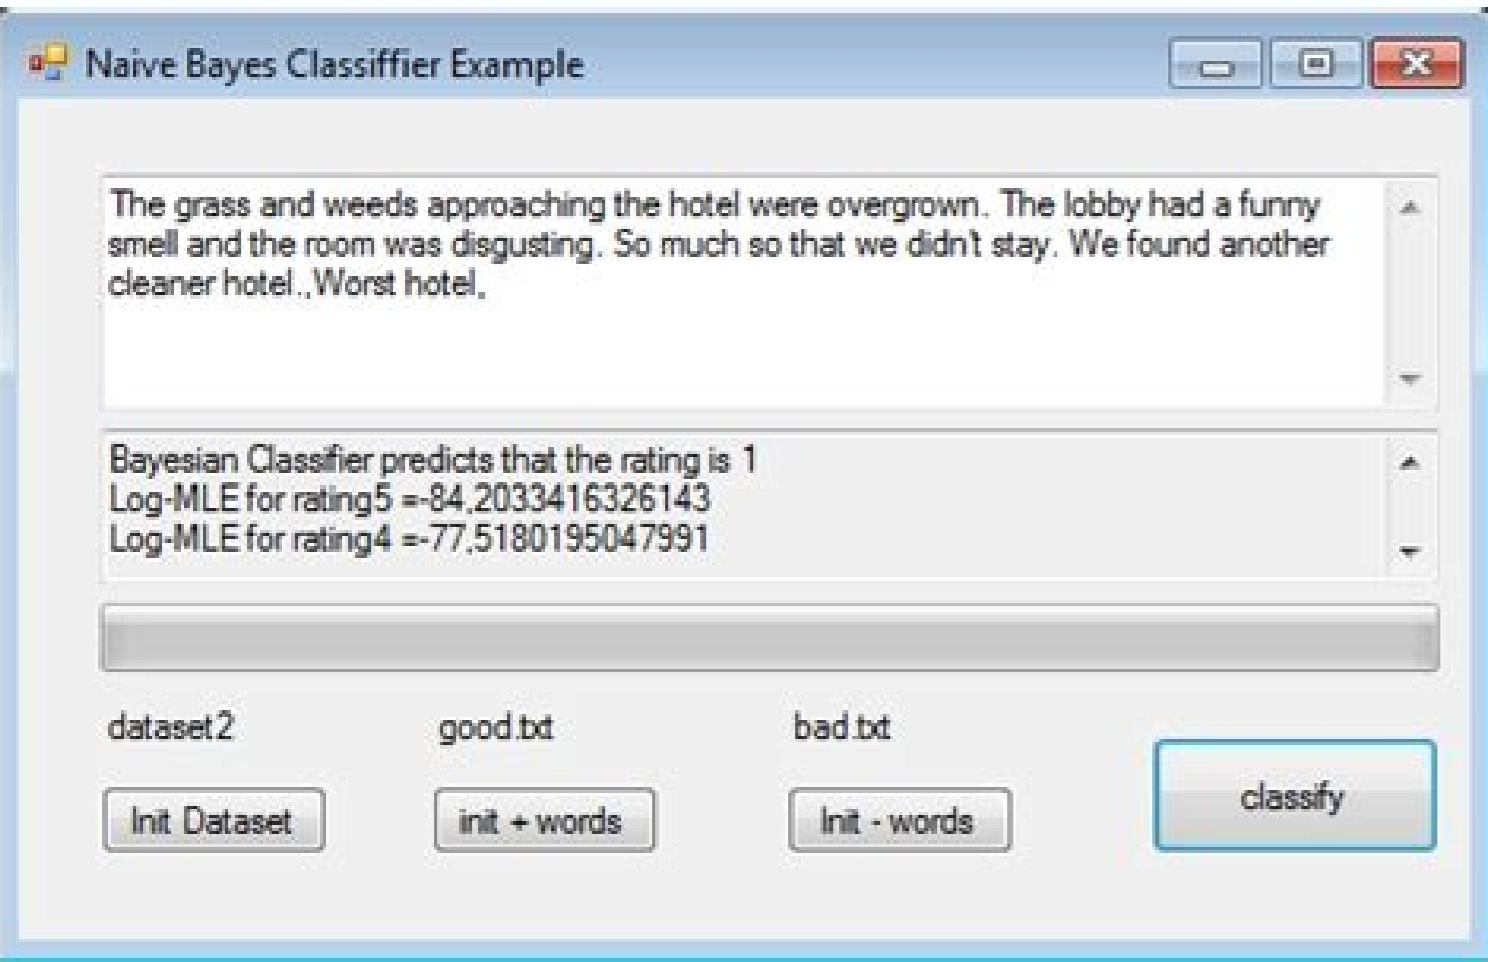 Naive Bayes Classiffier Example
The grass and weeds approaching the hotel were overgrown. The lobby had a funny
smell and the room was disgusting. So much so that we didn't stay. We found another
cleaner hotel.,Worst hotel,
Bayesian Classifier predicts that the rating is 1
Log-MLE for rating5 =-84,2033416326143
Log-MLE for rating4 =-77,5180195047991
dataset2
good.txt
bad.txt
Init Dataset
init + words
Init - words
classify